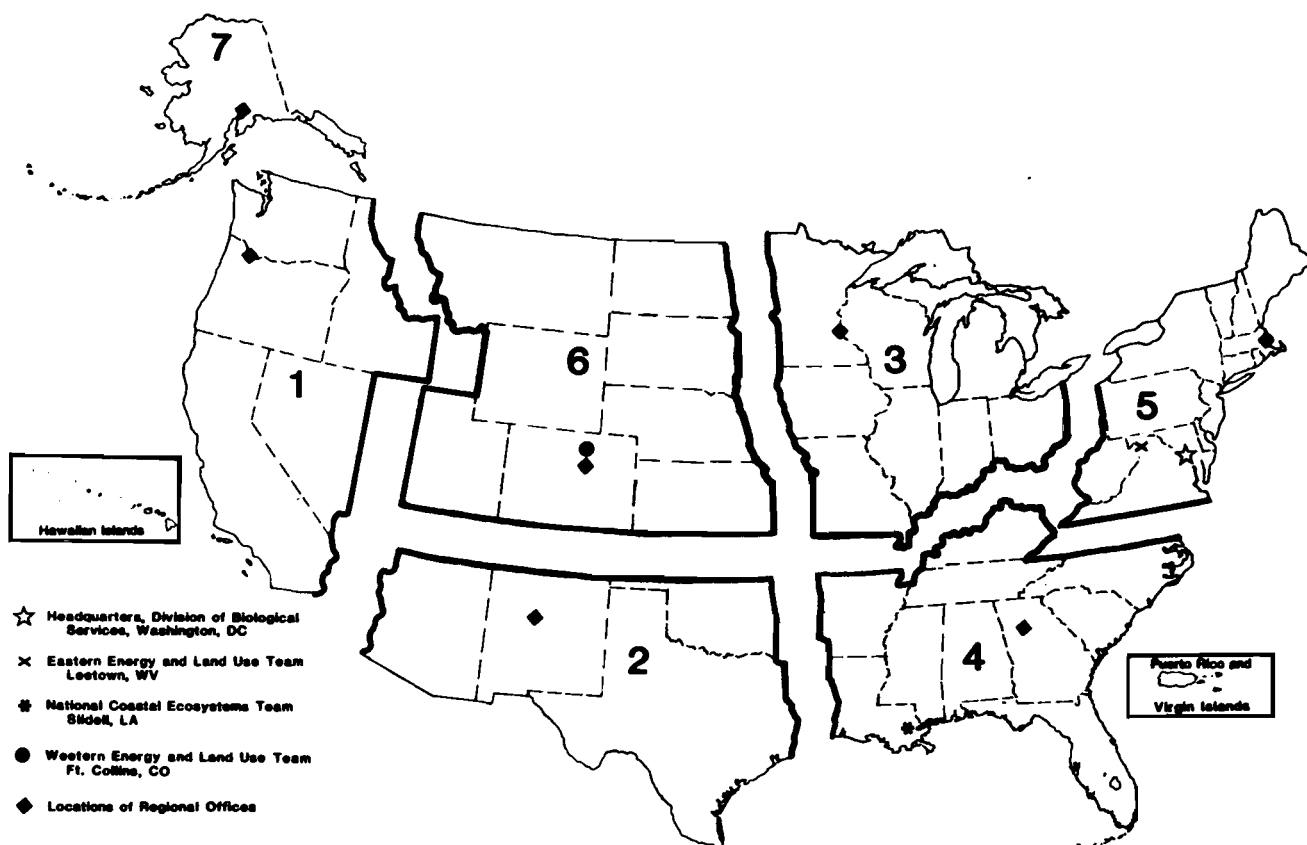 7
1
6
3
5
2
4
Hawaiian Islands
Puerto Rico and
Virgin Islands
Headquarters, Division of Biological
Services, Washington, DC
Eastern Energy and Land Use Team
Leetown, WV
National Coastal Ecosystems Team
Slidell, LA
Western Energy and Land Use Team
Ft. Collins, CO
Locations of Regional Offices